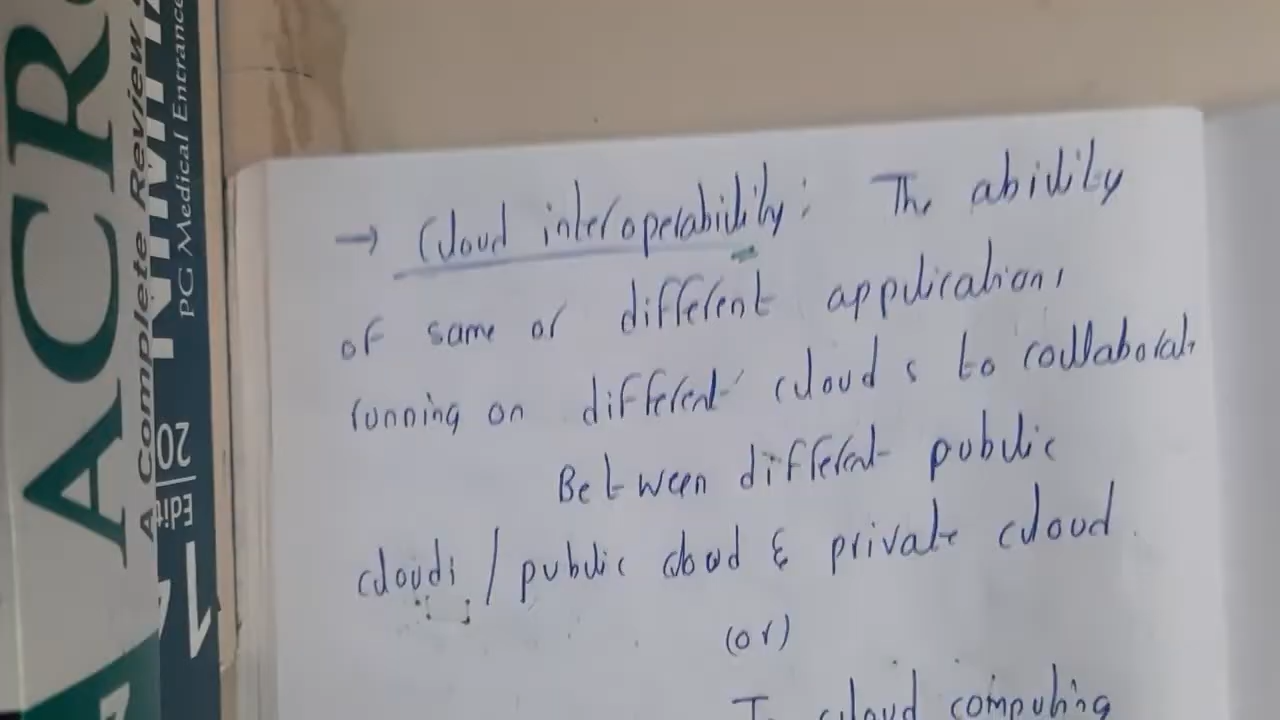 → Cloud interoperability: The ability
of same or different applications
running on different clouds to collaborate
Between different public
clouds / public cloud & private cloud.
(or)
In cloud computing
ACR
A Complete Review
PG Medical Entrance
20
Edit